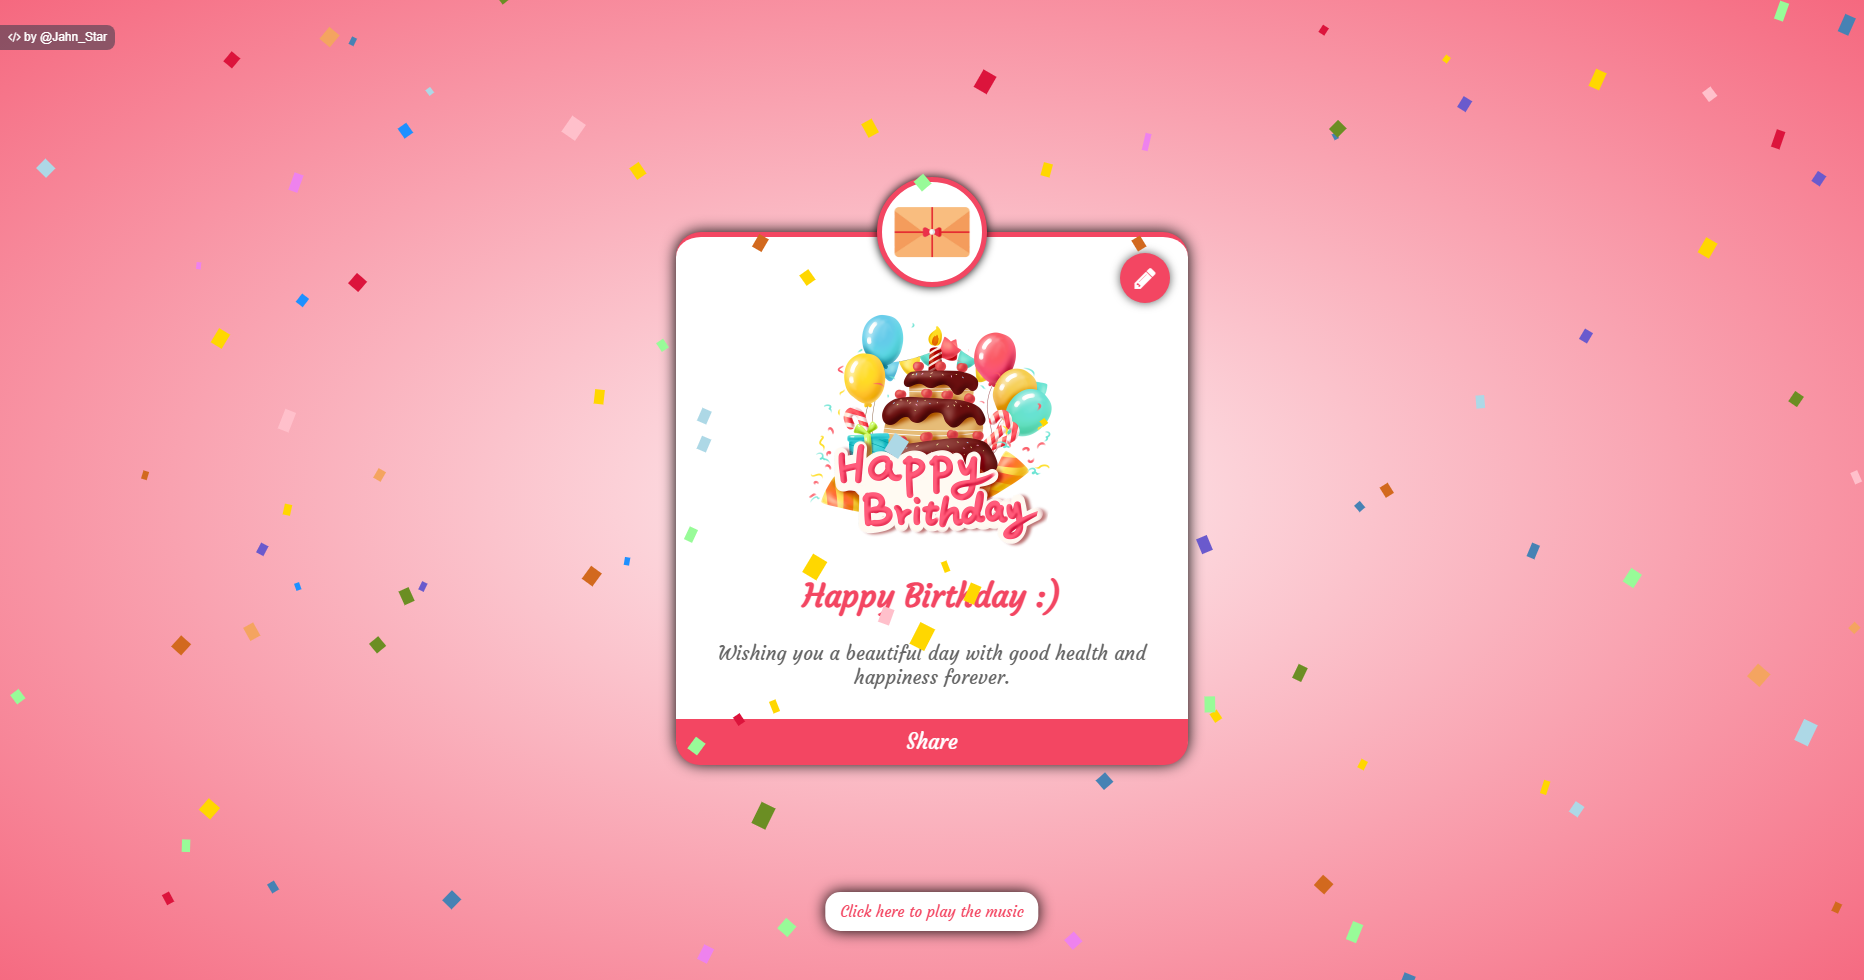 </> by @Jahn_Star
Happy
Brithday
Happy Birthday :)
Wishing you a beautiful day with good health and
happiness forever.
Share
Click here to play the music